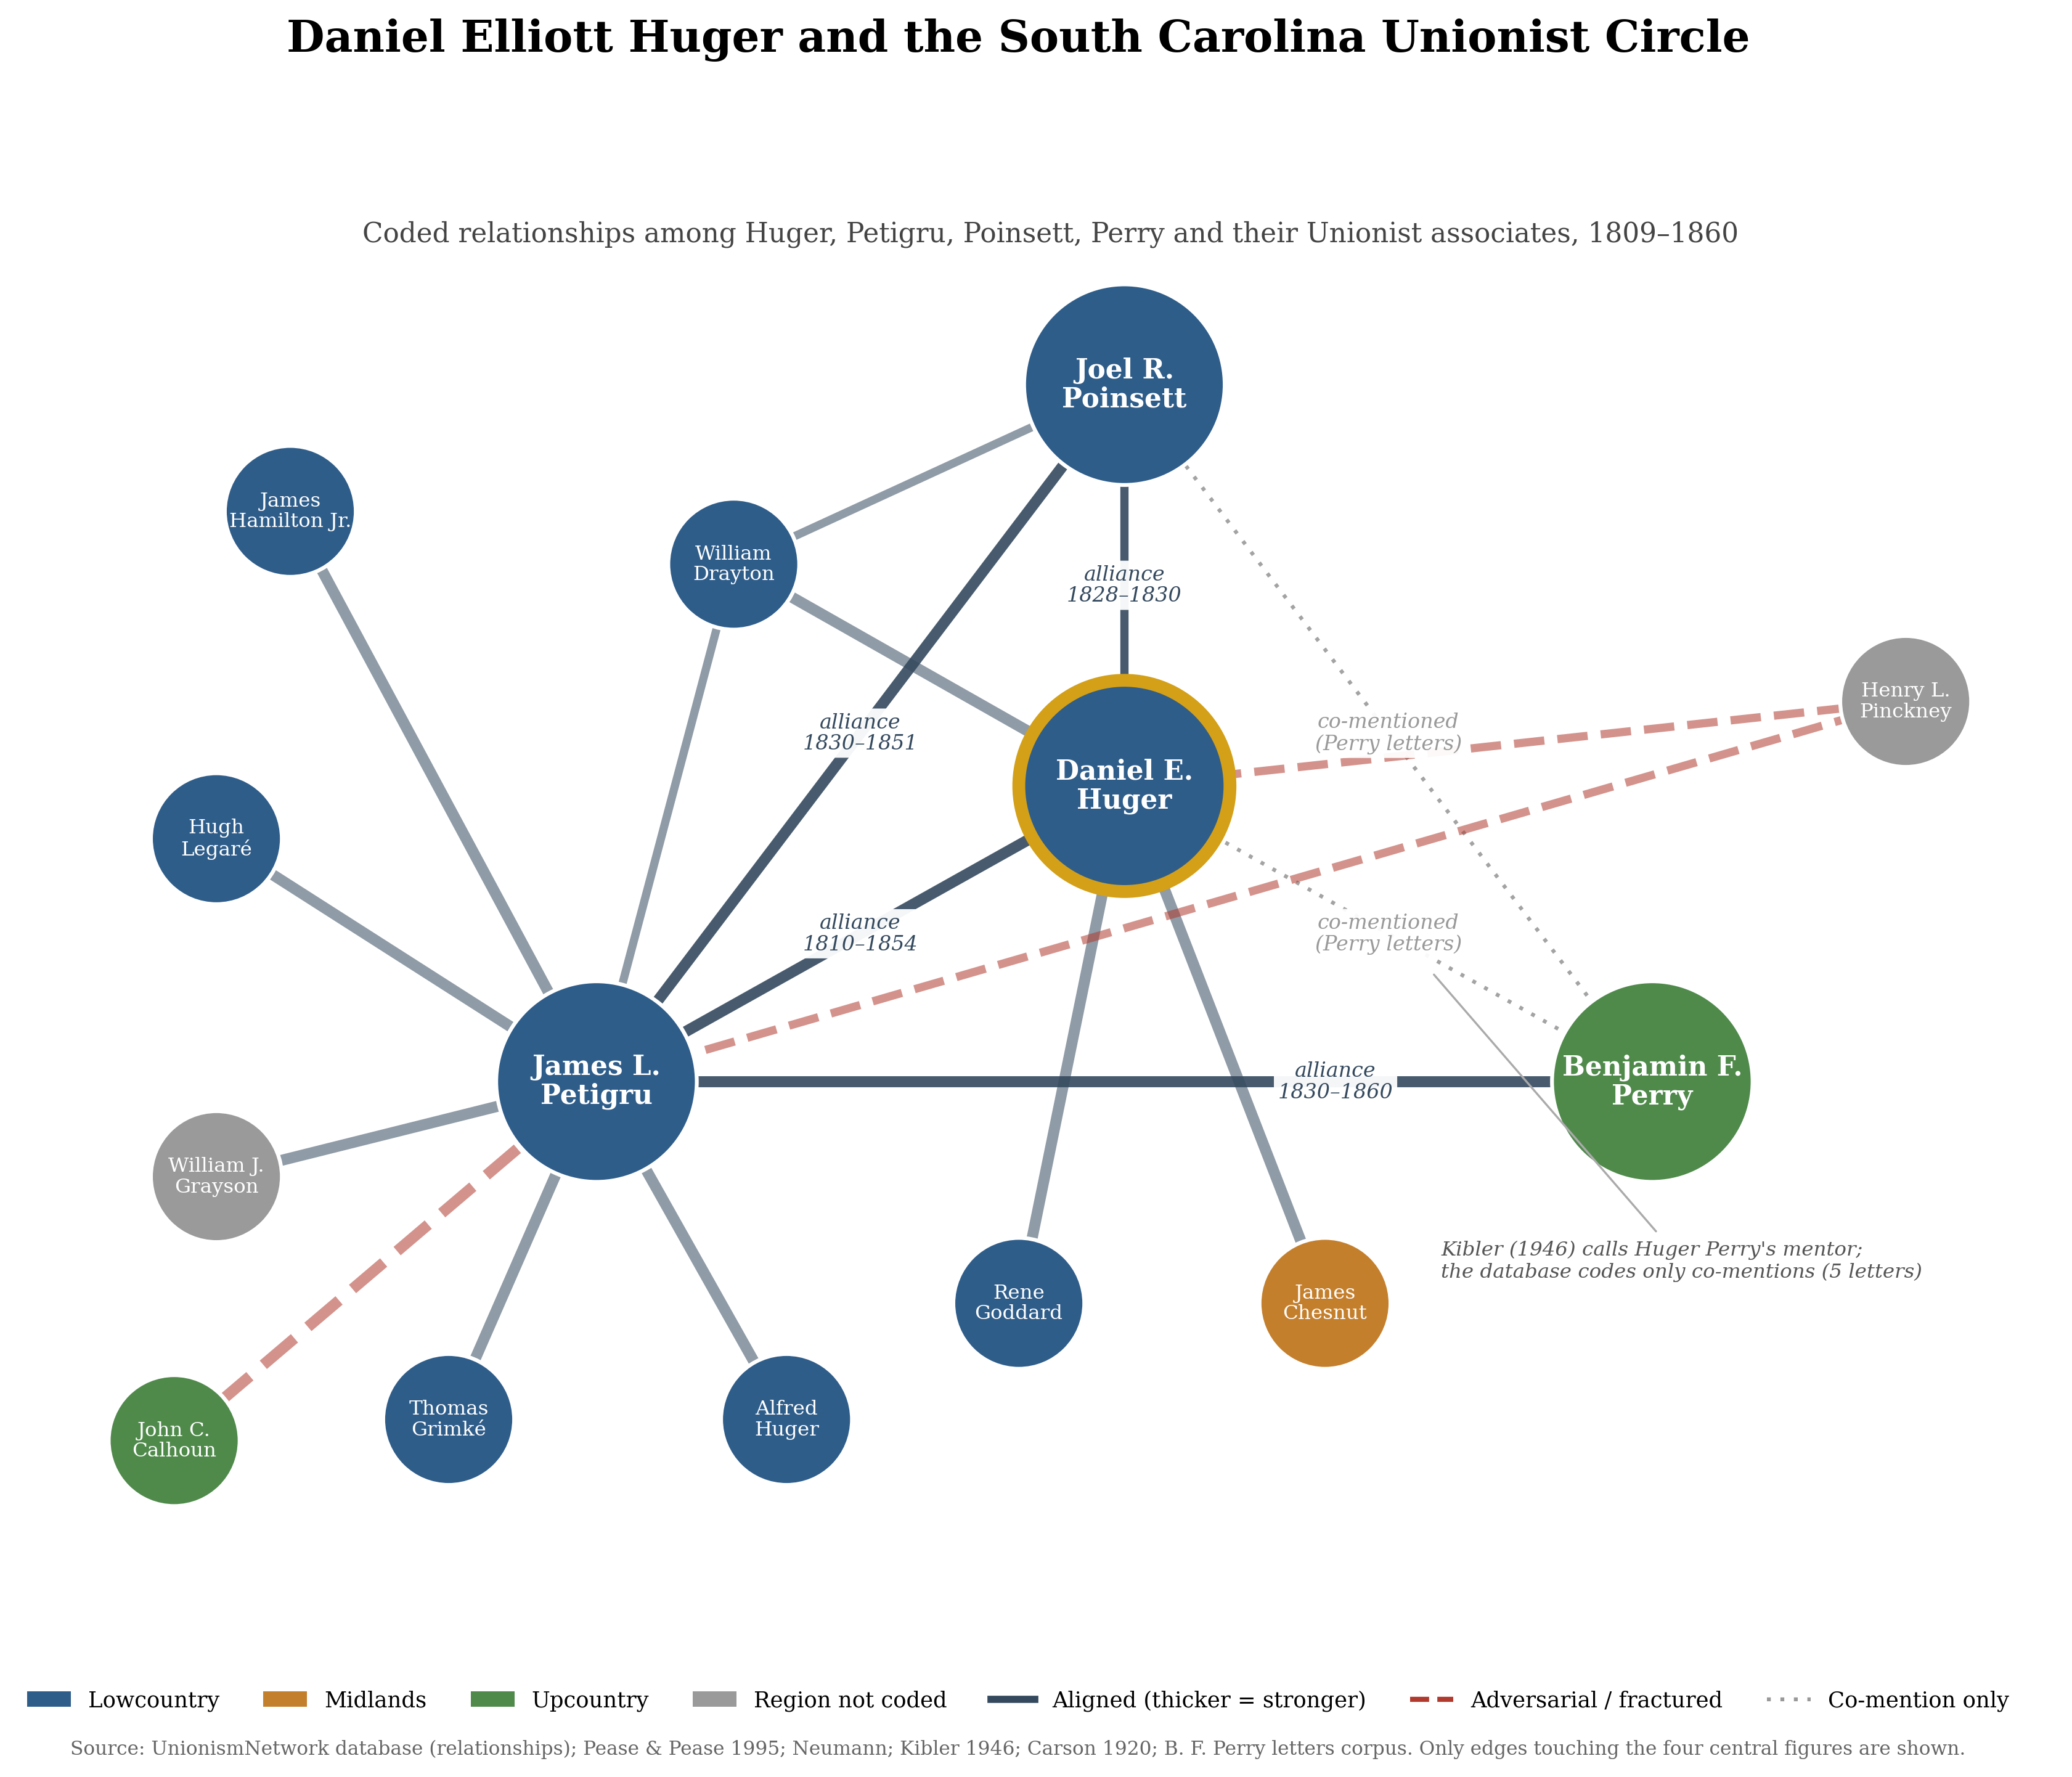 Daniel Elliott Huger and the South Carolina Unionist Circle
Coded relationships among Huger, Petigru, Poinsett, Perry and their Unionist associates, 1809–1860
Joel R.
Poinsett
James
Hamilton Jr.
William
Drayton
alliance
1828–1830
Henry L.
Pinckney
alliance
1830–1851
co-mentioned
(Perry letters)
Daniel E.
Huger
Hugh
Legaré
alliance
1810–1854
co-mentioned
(Perry letters)
James L.
Petigru
alliance
1830–1860
Benjamin F.
Perry
William J.
Grayson
Kibler (1946) calls Huger Perry's mentor;
the database codes only co-mentions (5 letters)
Rene
Goddard
James
Chesnut
John C.
Calhoun
Thomas
Grimké
Alfred
Huger
Lowcountry
Midlands
Upcountry
Region not coded
Aligned (thicker = stronger)
Adversarial / fractured
Co-mention only
Source: UnionismNetwork database (relationships); Pease & Pease 1995; Neumann; Kibler 1946; Carson 1920; B. F. Perry letters corpus. Only edges touching the four central figures are shown.